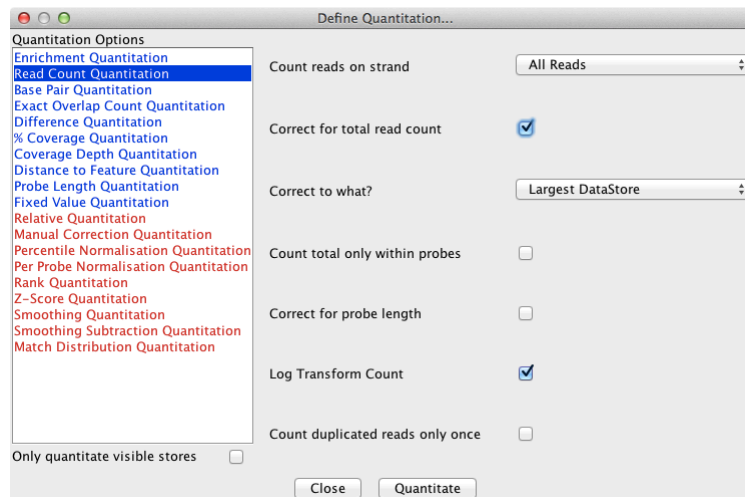 Define Quantitation...
Quantitation Options
Enrichment Quantitation
Read Count Quantitation
Base Pair Quantitation
Exact Overlap Count Quantitation
Difference Quantitation
% Coverage Quantitation
Coverage Depth Quantitation
Distance to Feature Quantitation
Probe Length Quantitation
Fixed Value Quantitation
Relative Quantitation
Manual Correction Quantitation
Percentile Normalisation Quantitation
Per Probe Normalisation Quantitation
Rank Quantitation
Z-Score Quantitation
Smoothing Quantitation
Smoothing Subtraction Quantitation
Match Distribution Quantitation
Only quantitate visible stores
Count reads on strand All Reads
Correct for total read count
Correct to what? Largest DataStore
Count total only within probes
Correct for probe length
Log Transform Count
Count duplicated reads only once
Close Quantitate